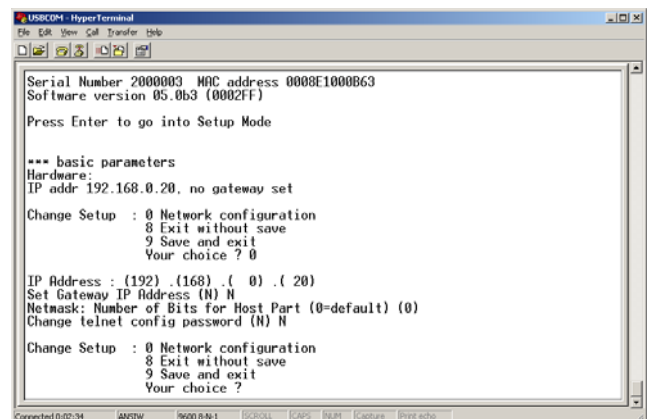 USBCOM - HyperTerminal
File Edit View Call Transfer Help
Serial Number 2000003 MAC address 0008E1000B63
Software version 05.0b3 (0002FF)
Press Enter to go into Setup Mode
*** basic parameters
Hardware:
IP addr 192.168.0.20, no gateway set
Change Setup : 0 Network configuration
8 Exit without save
9 Save and exit
Your choice ? 0
IP Address : (192) .(168) .( 0) .( 20)
Set Gateway IP Address (N) N
Netmask: Number of Bits for Host Part (0=default) (0)
Change telnet config password (N) N
Change Setup : 0 Network configuration
8 Exit without save
9 Save and exit
Your choice ?
Connected 0:02:34 ANSIW 9600 8-N-1 SCROLL CAPS NUM Capture Print echo